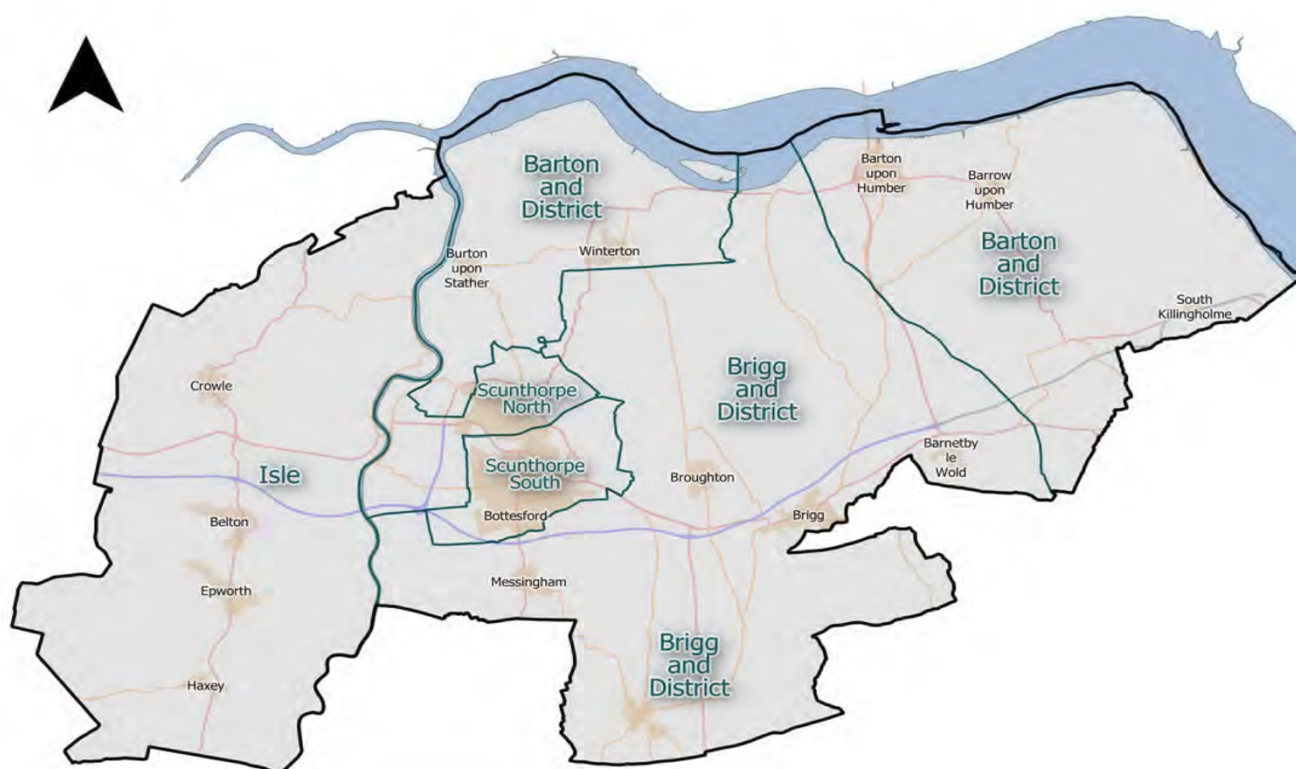 Barton
and
District
Barton
upon
Humber
Barrow
upon
Humber
Burton
upon
Stather
Winterton
Barton
and
District
South
Killingholme
Crowle
Scunthorpe
North
Brigg
and
District
Isle
Scunthorpe
South
Broughton
Barnetby
le
Wold
Belton
Bottesford
Brigg
Epworth
Messingham
Haxey
Brigg
and
District